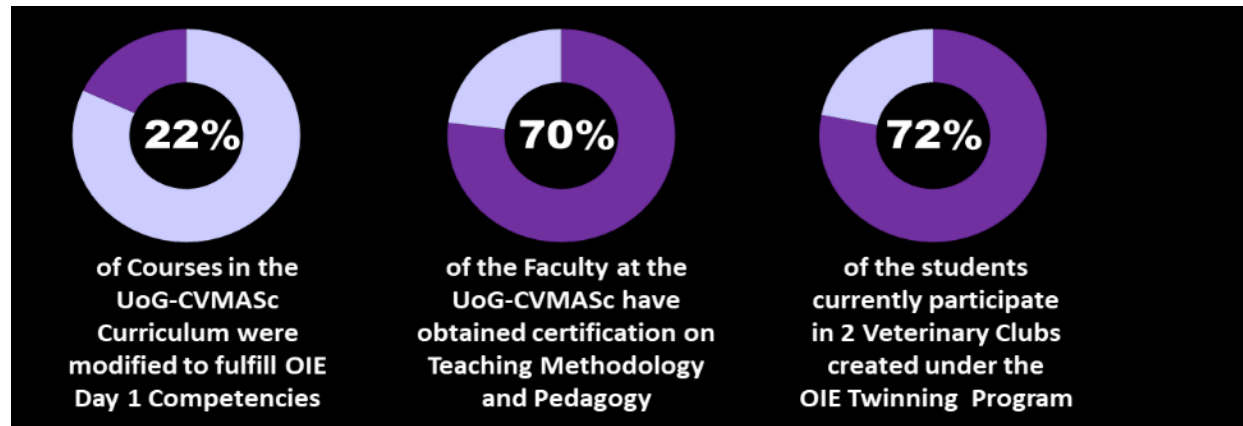 22%
of Courses in the
UoG-CVMASc
Curriculum were
modified to fulfill OIE
Day 1 Competencies
70%
of the Faculty at the
UoG-CVMASc have
obtained certification on
Teaching Methodology
and Pedagogy
72%
of the students
currently participate
in 2 Veterinary Clubs
created under the
OIE Twinning Program